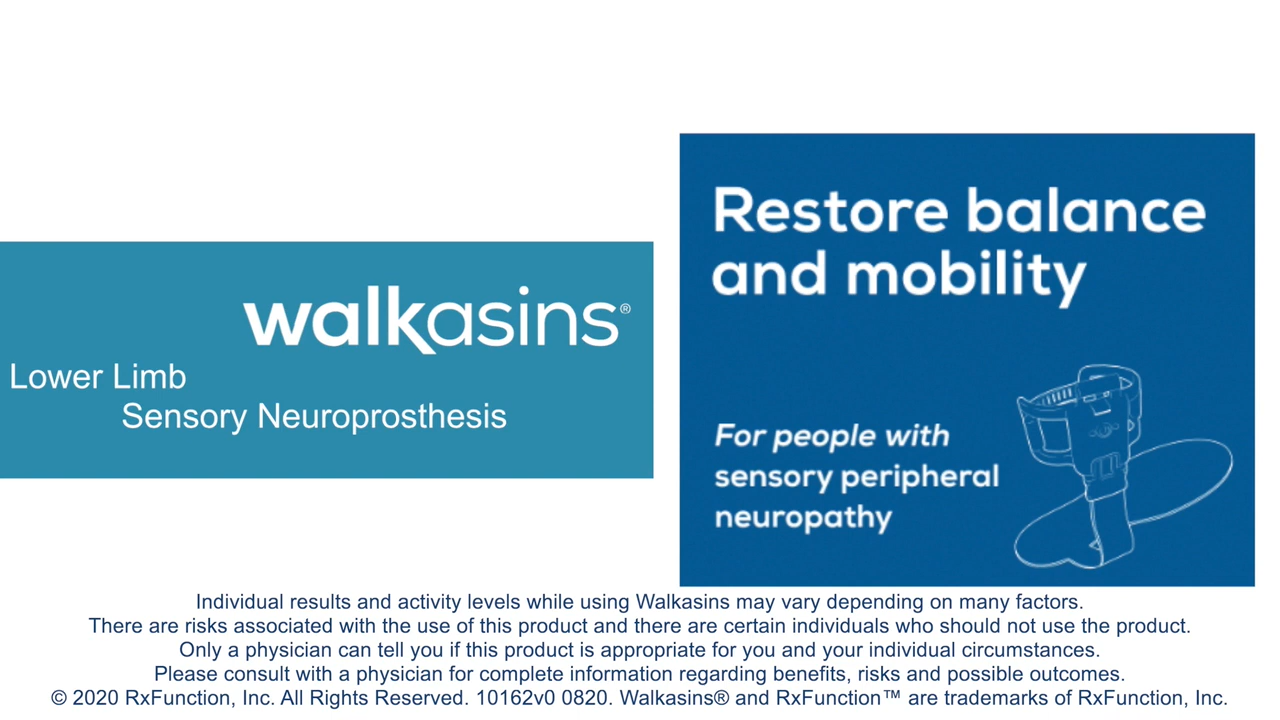 walkasins®
Lower Limb
Sensory Neuroprosthesis
Restore balance
and mobility
For people with
sensory peripheral
neuropathy
Individual results and activity levels while using Walkasins may vary depending on many factors.
There are risks associated with the use of this product and there are certain individuals who should not use the product.
Only a physician can tell you if this product is appropriate for you and your individual circumstances.
Please consult with a physician for complete information regarding benefits, risks and possible outcomes.
© 2020 RxFunction, Inc. All Rights Reserved. 10162v0 0820. Walkasins® and RxFunction™ are trademarks of RxFunction, Inc.